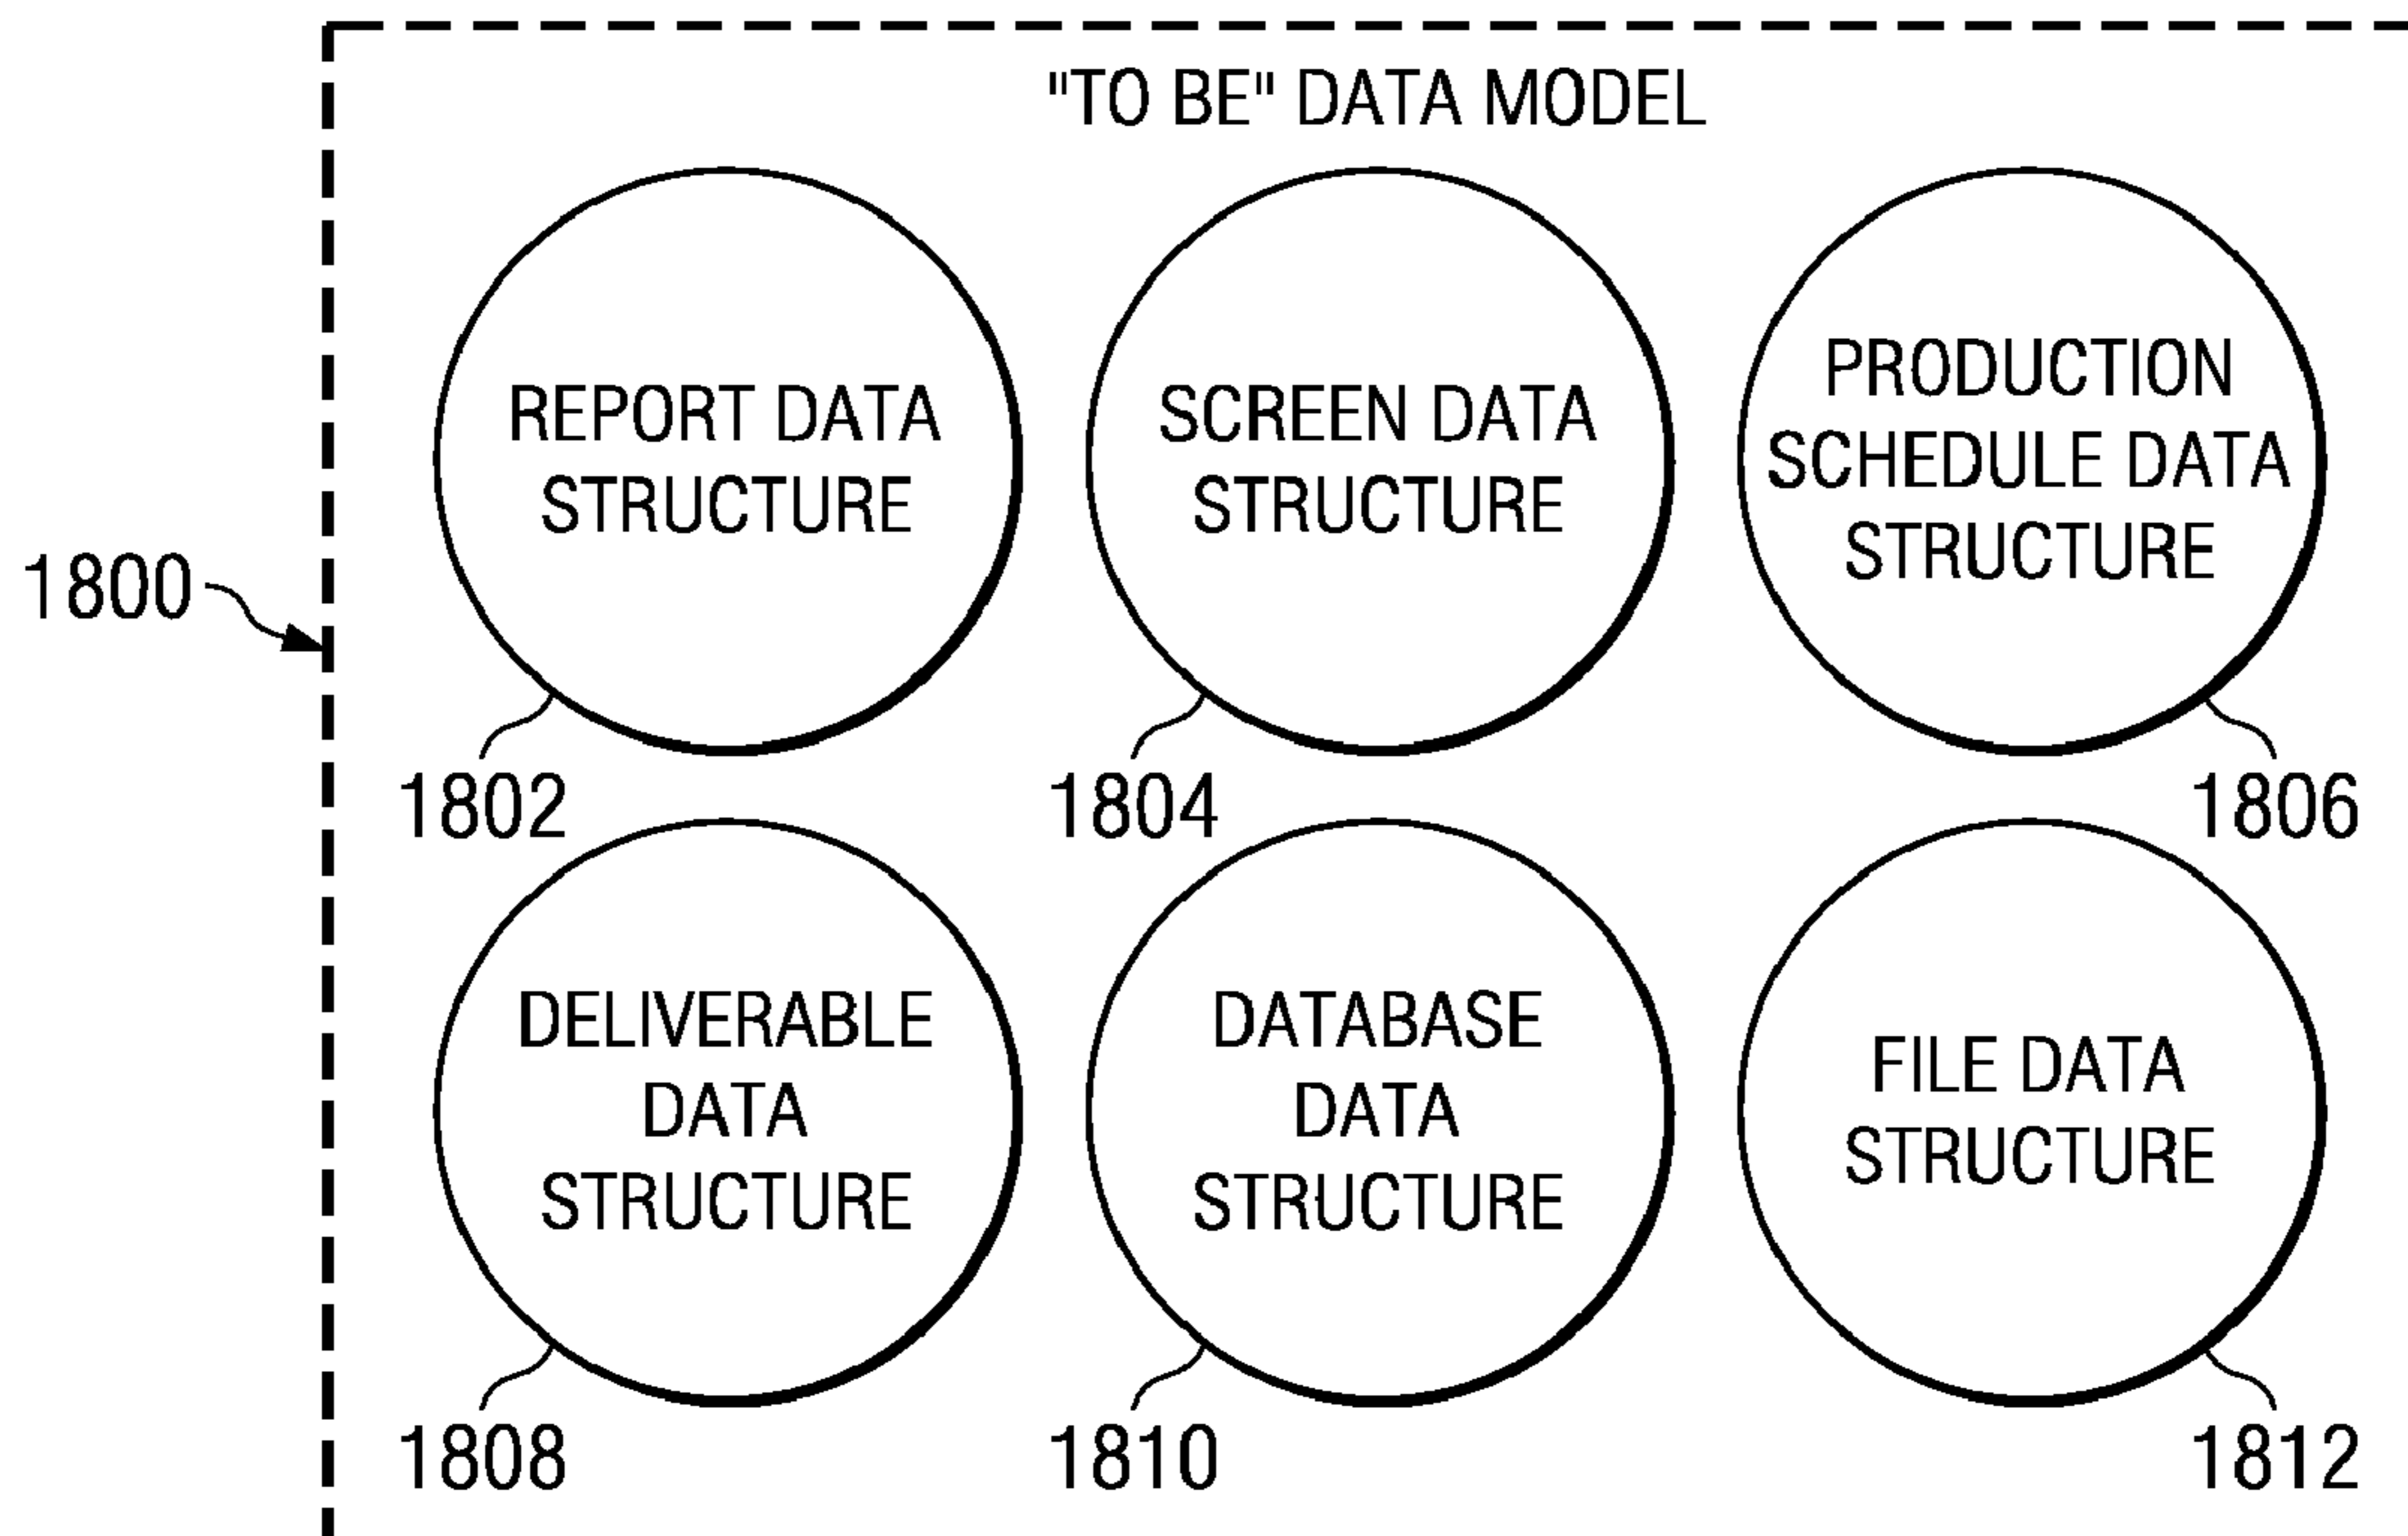 "TO BE" DATA MODEL
REPORT DATA
STRUCTURE
SCREEN DATA
STRUCTURE
PRODUCTION
SCHEDULE DATA
STRUCTURE
1800
1802
1804
1806
DELIVERABLE
DATA
STRUCTURE
DATABASE
DATA
STRUCTURE
FILE DATA
STRUCTURE
1808
1810
1812